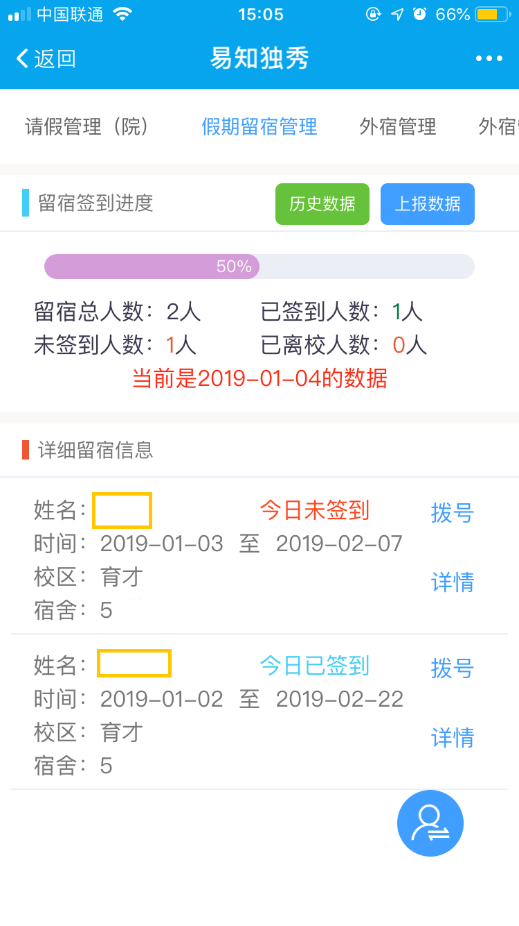 中国联通 15:05 66%
返回 易知独秀
请假管理（院） 假期留宿管理 外宿管理 外宿
留宿签到进度 历史数据 上报数据
50%
留宿总人数：2人 已签到人数：1人
未签到人数：1人 已离校人数：0人
当前是2019-01-04的数据
详细留宿信息
姓名： 今日未签到 拨号
时间：2019-01-03 至 2019-02-07
校区：育才 详情
宿舍：5
姓名： 今日已签到 拨号
时间：2019-01-02 至 2019-02-22
校区：育才 详情
宿舍：5